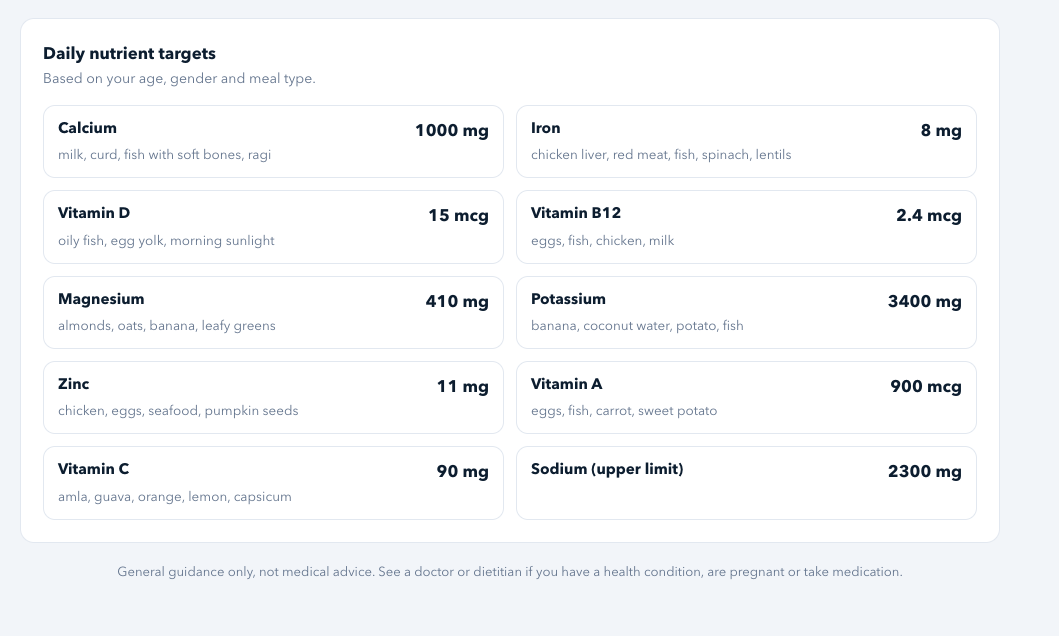 Daily nutrient targets
Based on your age, gender and meal type.
Calcium
1000 mg
milk, curd, fish with soft bones, ragi
Iron
8 mg
chicken liver, red meat, fish, spinach, lentils
Vitamin D
15 mcg
oily fish, egg yolk, morning sunlight
Vitamin B12
2.4 mcg
eggs, fish, chicken, milk
Magnesium
410 mg
almonds, oats, banana, leafy greens
Potassium
3400 mg
banana, coconut water, potato, fish
Zinc
11 mg
chicken, eggs, seafood, pumpkin seeds
Vitamin A
900 mcg
eggs, fish, carrot, sweet potato
Vitamin C
90 mg
amla, guava, orange, lemon, capsicum
Sodium (upper limit)
2300 mg
General guidance only, not medical advice. See a doctor or dietitian if you have a health condition, are pregnant or take medication.